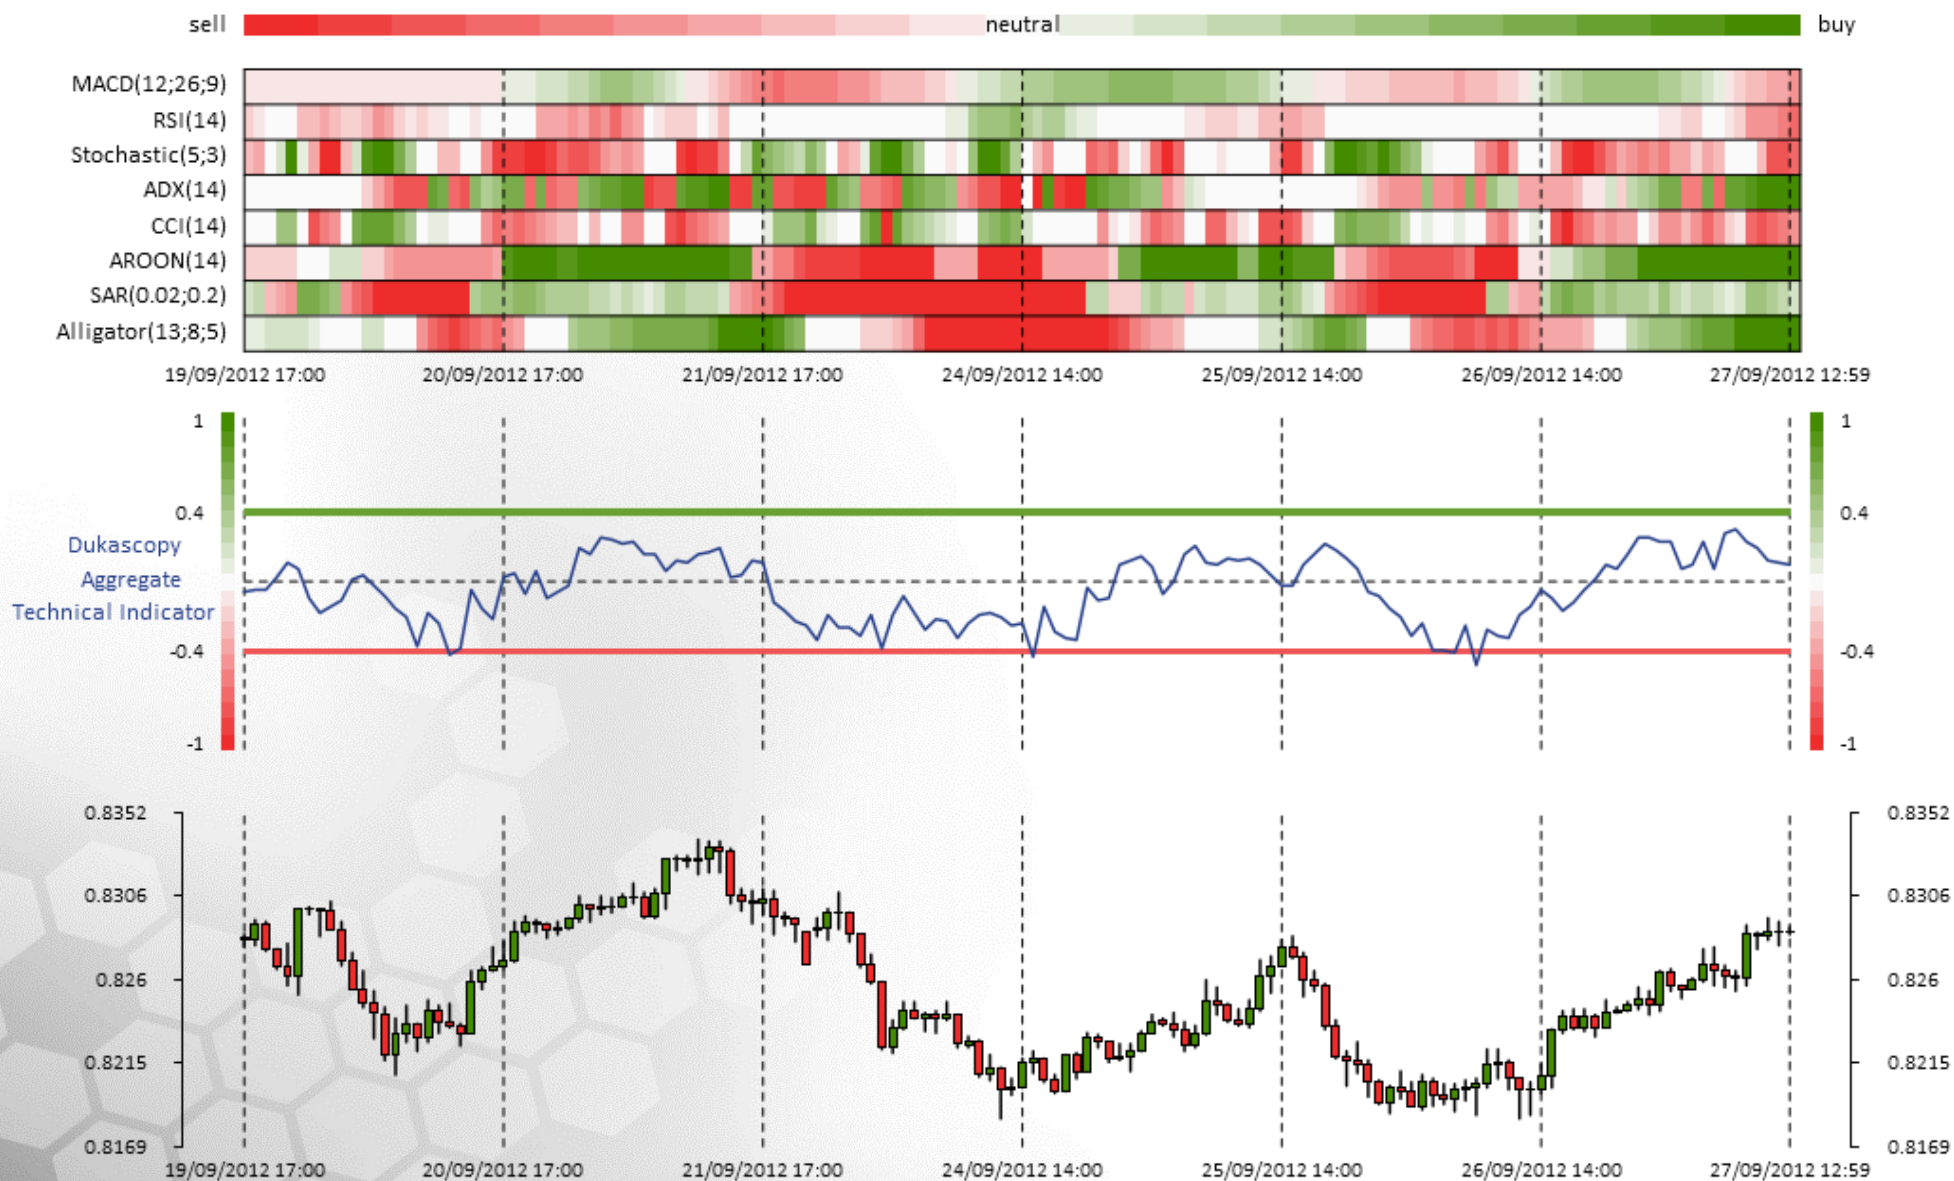 sell neutral buy
MACD(12;26;9)
RSI(14)
Stochastic(5;3)
ADX(14)
CCI(14)
AROON(14)
SAR(0.02;0.2)
Alligator(13;8;5)
19/09/2012 17:00 20/09/2012 17:00 21/09/2012 17:00 24/09/2012 14:00 25/09/2012 14:00 26/09/2012 14:00 27/09/2012 12:59
1 1
0.4 0.4
Dukascopy
Aggregate
Technical Indicator
-0.4 -0.4
-1 -1
0.8352 0.8352
0.8306 0.8306
0.826 0.826
0.8215 0.8215
0.8169 0.8169
19/09/2012 17:00 20/09/2012 17:00 21/09/2012 17:00 24/09/2012 14:00 25/09/2012 14:00 26/09/2012 14:00 27/09/2012 12:59